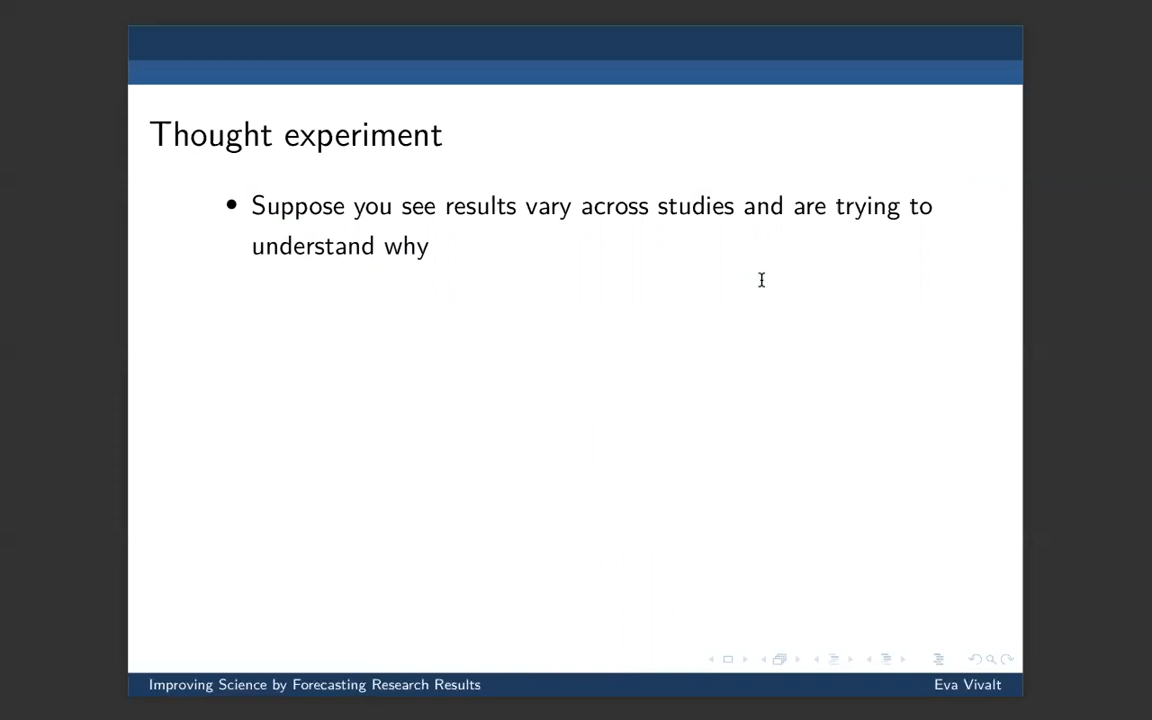 Thought experiment
• Suppose you see results vary across studies and are trying to
understand why
Improving Science by Forecasting Research Results
Eva Vivalt